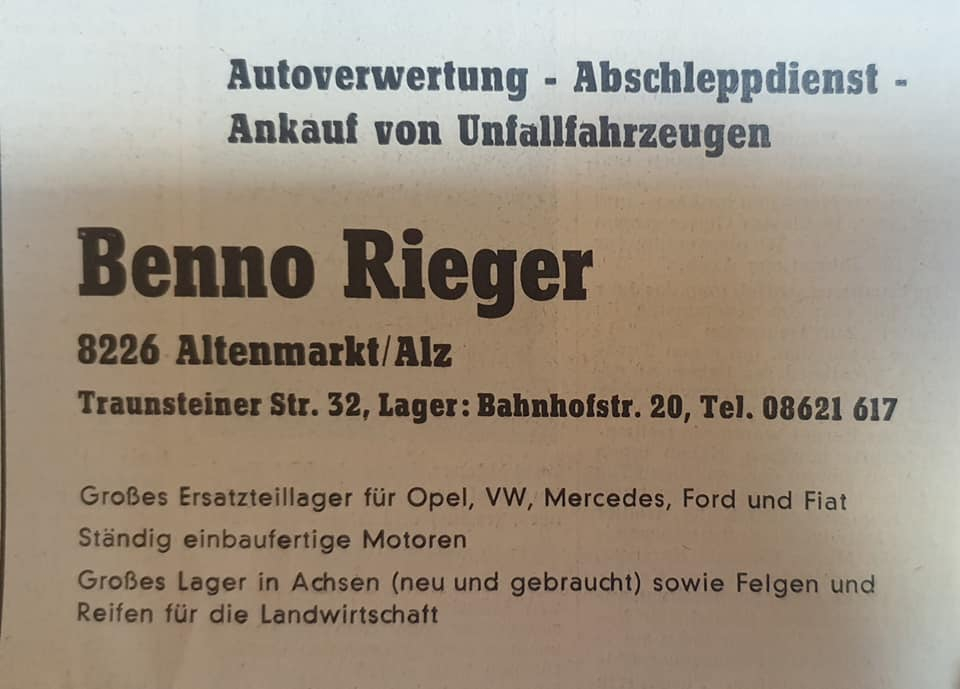 Autoverwertung - Abschleppdienst -
Ankauf von Unfallfahrzeugen
Benno Rieger
8226 Altenmarkt/Alz
Traunsteiner Str. 32, Lager: Bahnhofstr. 20, Tel. 08621 617
Großes Ersatzteillager für Opel, VW, Mercedes, Ford und Fiat
Ständig einbaufertige Motoren
Großes Lager in Achsen (neu und gebraucht) sowie Felgen und
Reifen für die Landwirtschaft